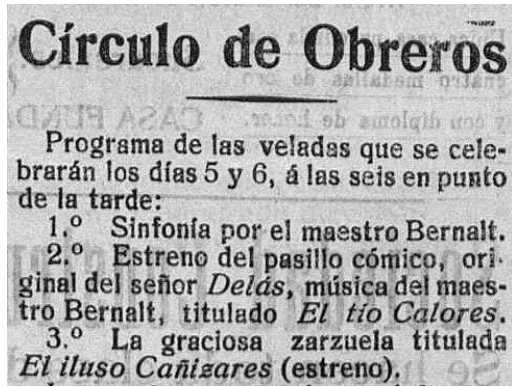 Círculo de Obreros
Programa de las veladas que se cele-
brarán los días 5 y 6, á las seis en punto
de la tarde:
1.º Sinfonía por el maestro Bernalt.
2.º Estreno del pasillo cómico, ori-
ginal del señor Delás, música del maes-
tro Bernalt, titulado El tío Calores.
3.º La graciosa zarzuela titulada
El iluso Cañizares (estreno).